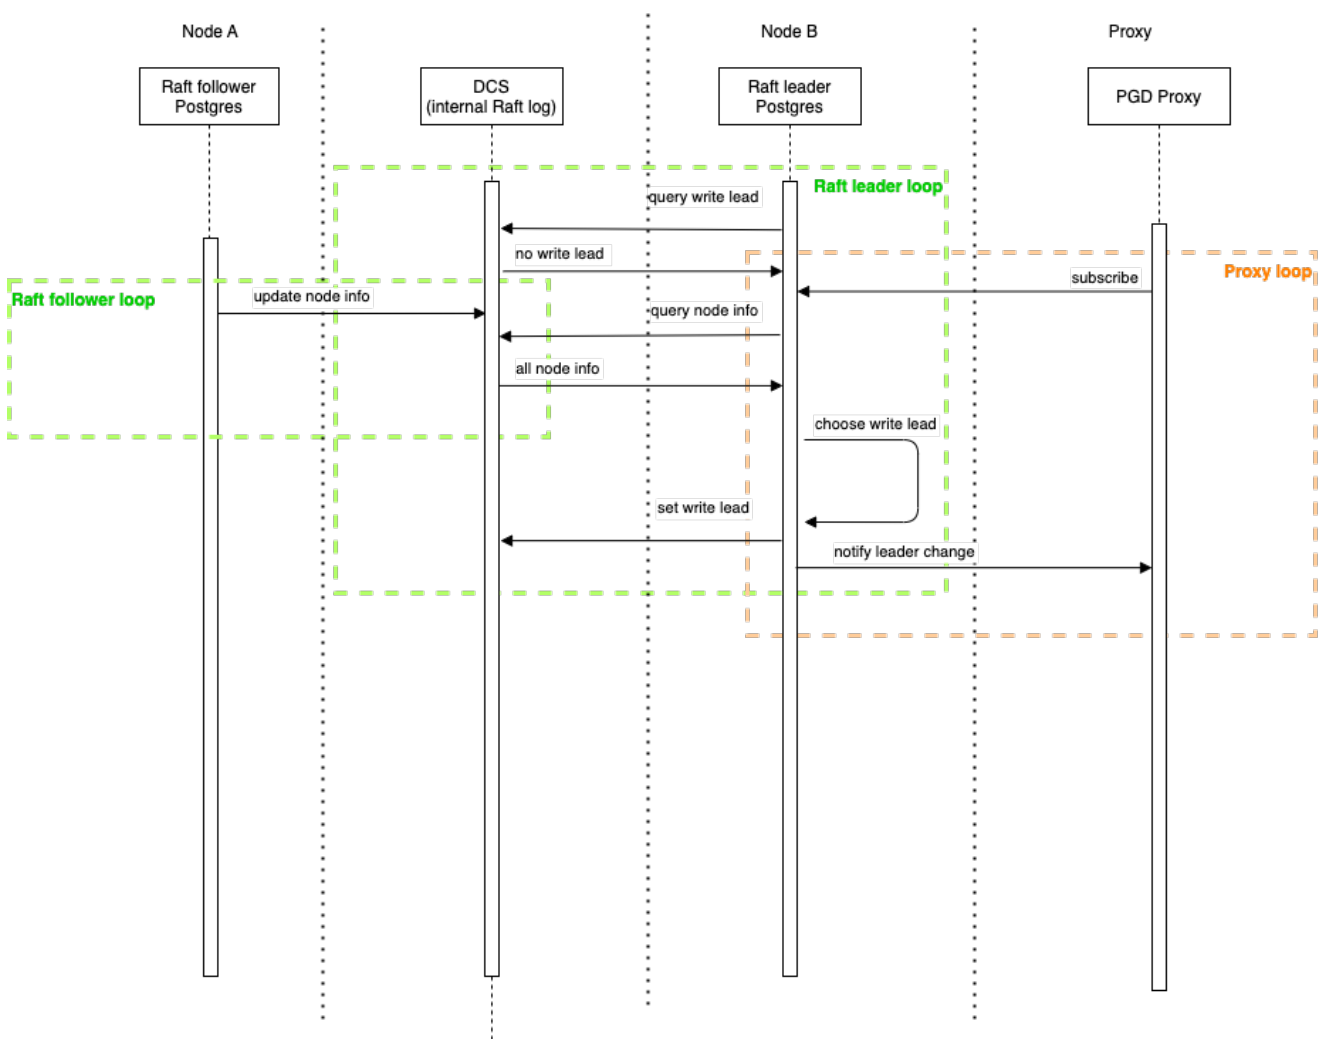 Node A
Node B
Proxy
Raft follower
Postgres
DCS
(internal Raft log)
Raft leader
Postgres
PGD Proxy
Raft leader loop
query write lead
no write lead
Proxy loop
subscribe
Raft follower loop
update node info
query node info
all node info
choose write lead
set write lead
notify leader change